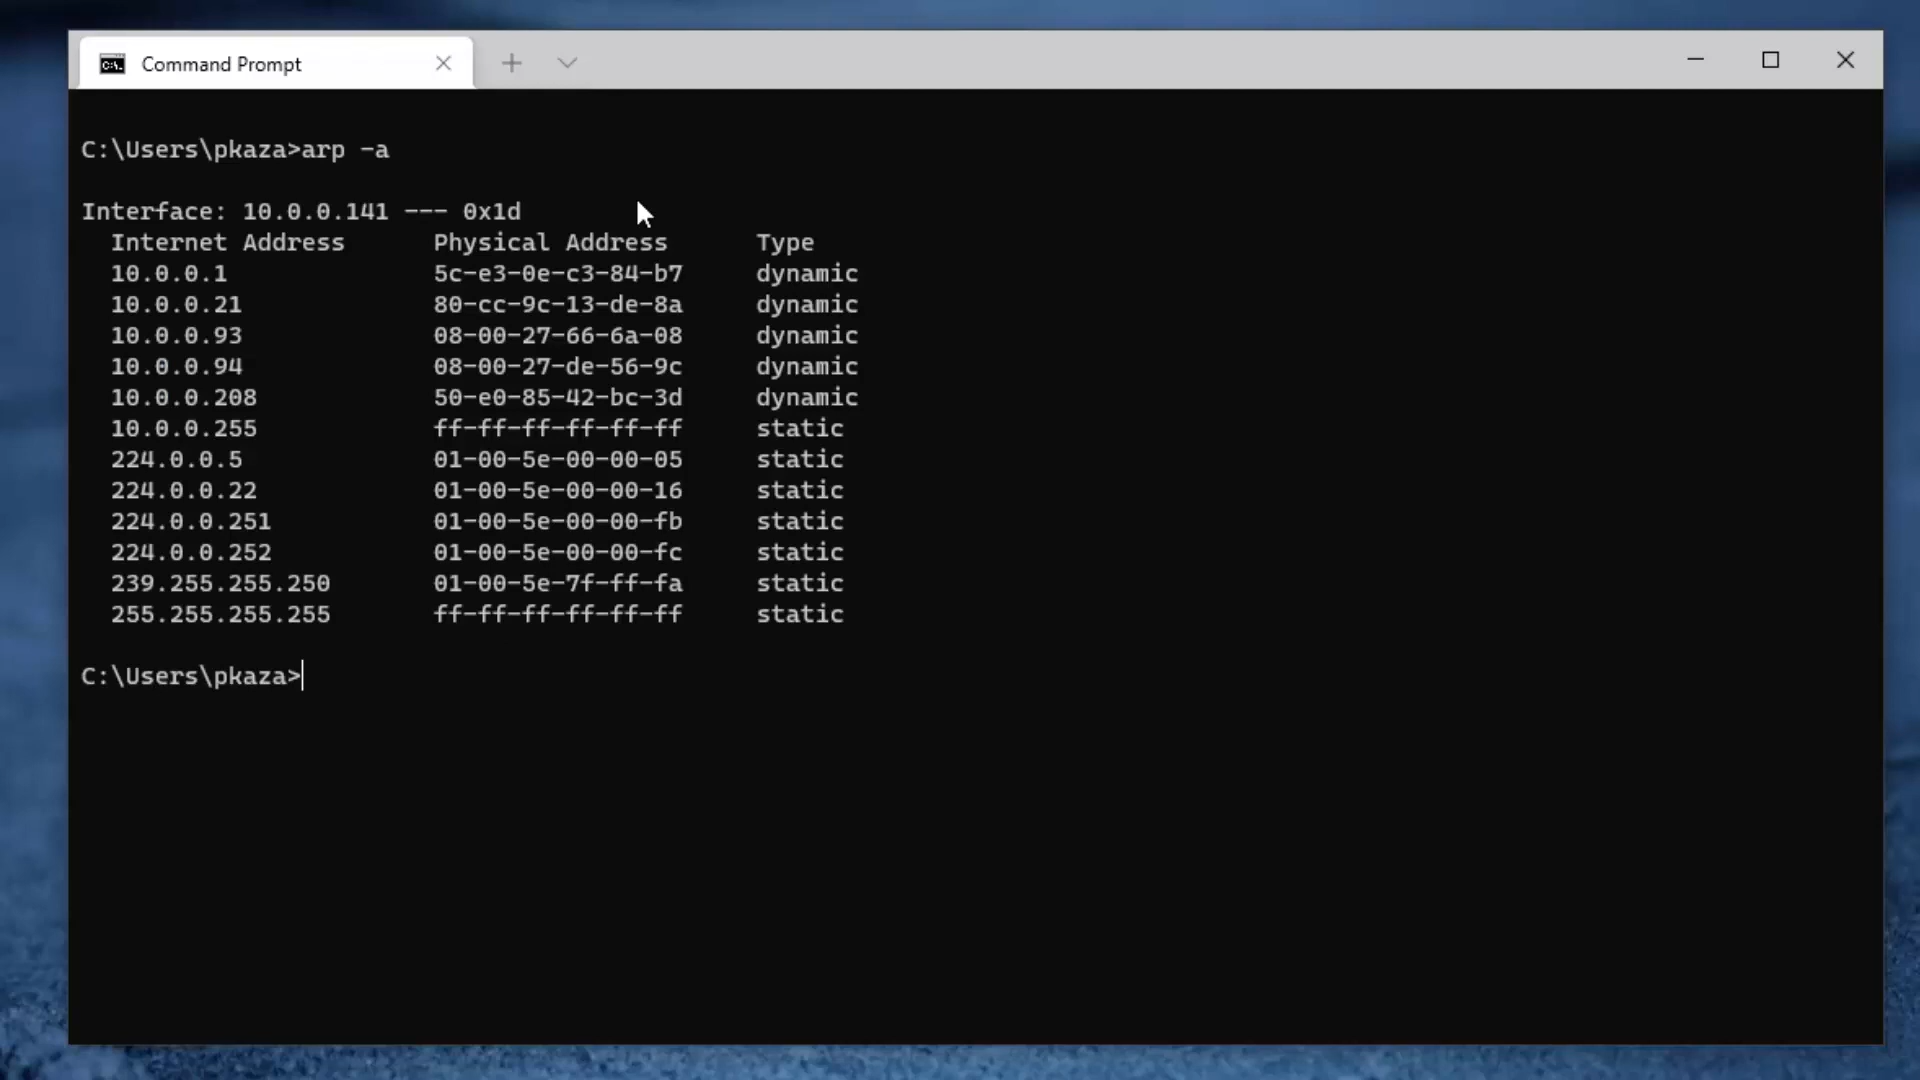 Command Prompt
C:\Users\pkaza>arp -a
Interface: 10.0.0.141 --- 0x1d
  Internet Address      Physical Address      Type
  10.0.0.1              5c-e3-0e-c3-84-b7     dynamic
  10.0.0.21             80-cc-9c-13-de-8a     dynamic
  10.0.0.93             08-00-27-66-6a-08     dynamic
  10.0.0.94             08-00-27-de-56-9c     dynamic
  10.0.0.208            50-e0-85-42-bc-3d     dynamic
  10.0.0.255            ff-ff-ff-ff-ff-ff     static
  224.0.0.5             01-00-5e-00-00-05     static
  224.0.0.22            01-00-5e-00-00-16     static
  224.0.0.251           01-00-5e-00-00-fb     static
  224.0.0.252           01-00-5e-00-00-fc     static
  239.255.255.250       01-00-5e-7f-ff-fa     static
  255.255.255.255       ff-ff-ff-ff-ff-ff     static
C:\Users\pkaza>